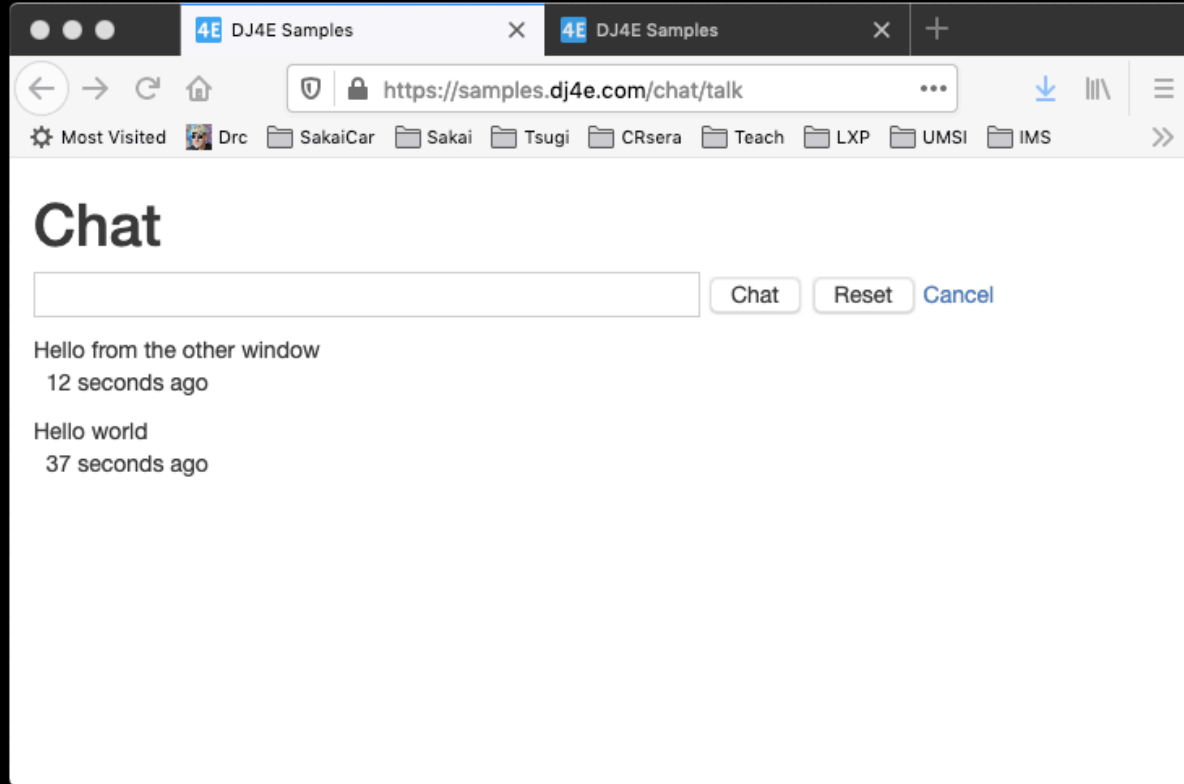 4E DJ4E Samples 4E DJ4E Samples
https://samples.dj4e.com/chat/talk
Most Visited Drc SakaiCar Sakai Tsugi CRsera Teach LXP UMSI IMS
Chat
Chat Reset Cancel
Hello from the other window
12 seconds ago
Hello world
37 seconds ago